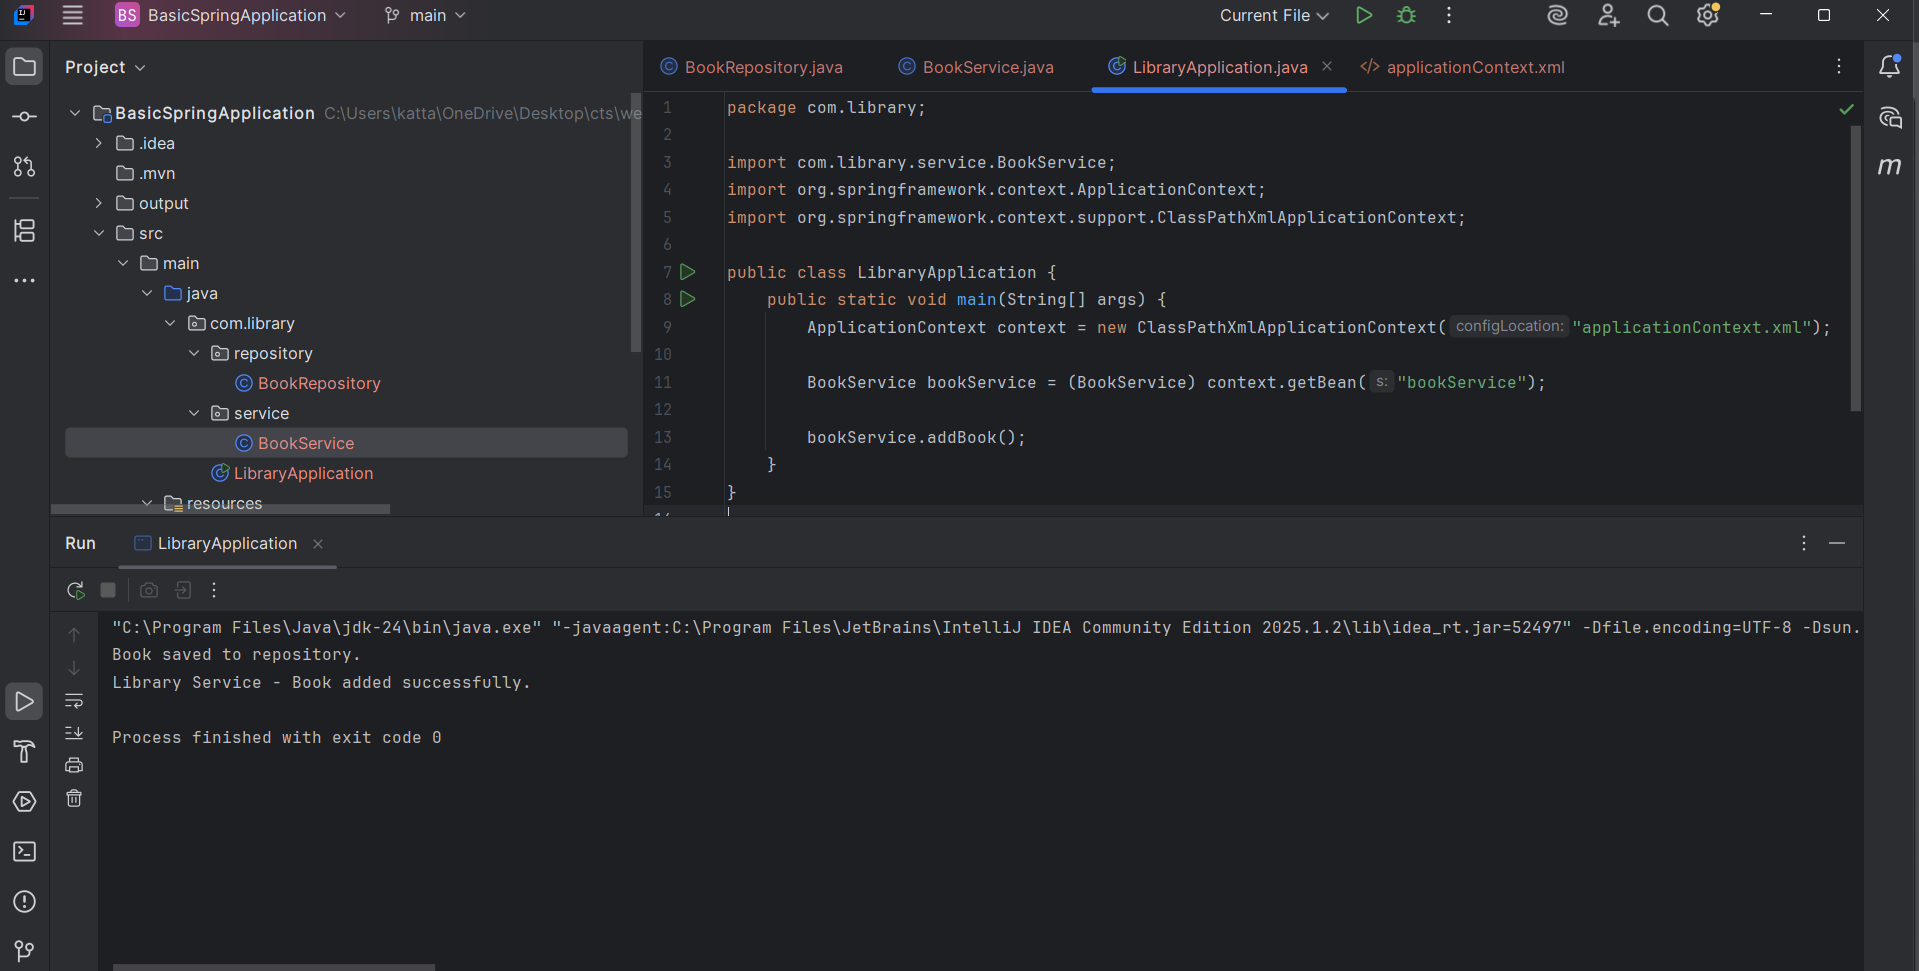 BS BasicSpringApplication main Current File
Project
BasicSpringApplication C:\Users\katta\OneDrive\Desktop\cts\we
.idea
.mvn
output
src
main
java
com.library
repository
BookRepository
service
BookService
LibraryApplication
resources
BookRepository.java BookService.java LibraryApplication.java applicationContext.xml
1 package com.library;
2
3 import com.library.service.BookService;
4 import org.springframework.context.ApplicationContext;
5 import org.springframework.context.support.ClassPathXmlApplicationContext;
6
7 public class LibraryApplication {
8 public static void main(String[] args) {
9 ApplicationContext context = new ClassPathXmlApplicationContext( configLocation: "applicationContext.xml");
10
11 BookService bookService = (BookService) context.getBean( s: "bookService");
12
13 bookService.addBook();
14 }
15 }
Run LibraryApplication
"C:\Program Files\Java\jdk-24\bin\java.exe" "-javaagent:C:\Program Files\JetBrains\IntelliJ IDEA Community Edition 2025.1.2\lib\idea_rt.jar=52497" -Dfile.encoding=UTF-8 -Dsun.
Book saved to repository.
Library Service - Book added successfully.
Process finished with exit code 0
m